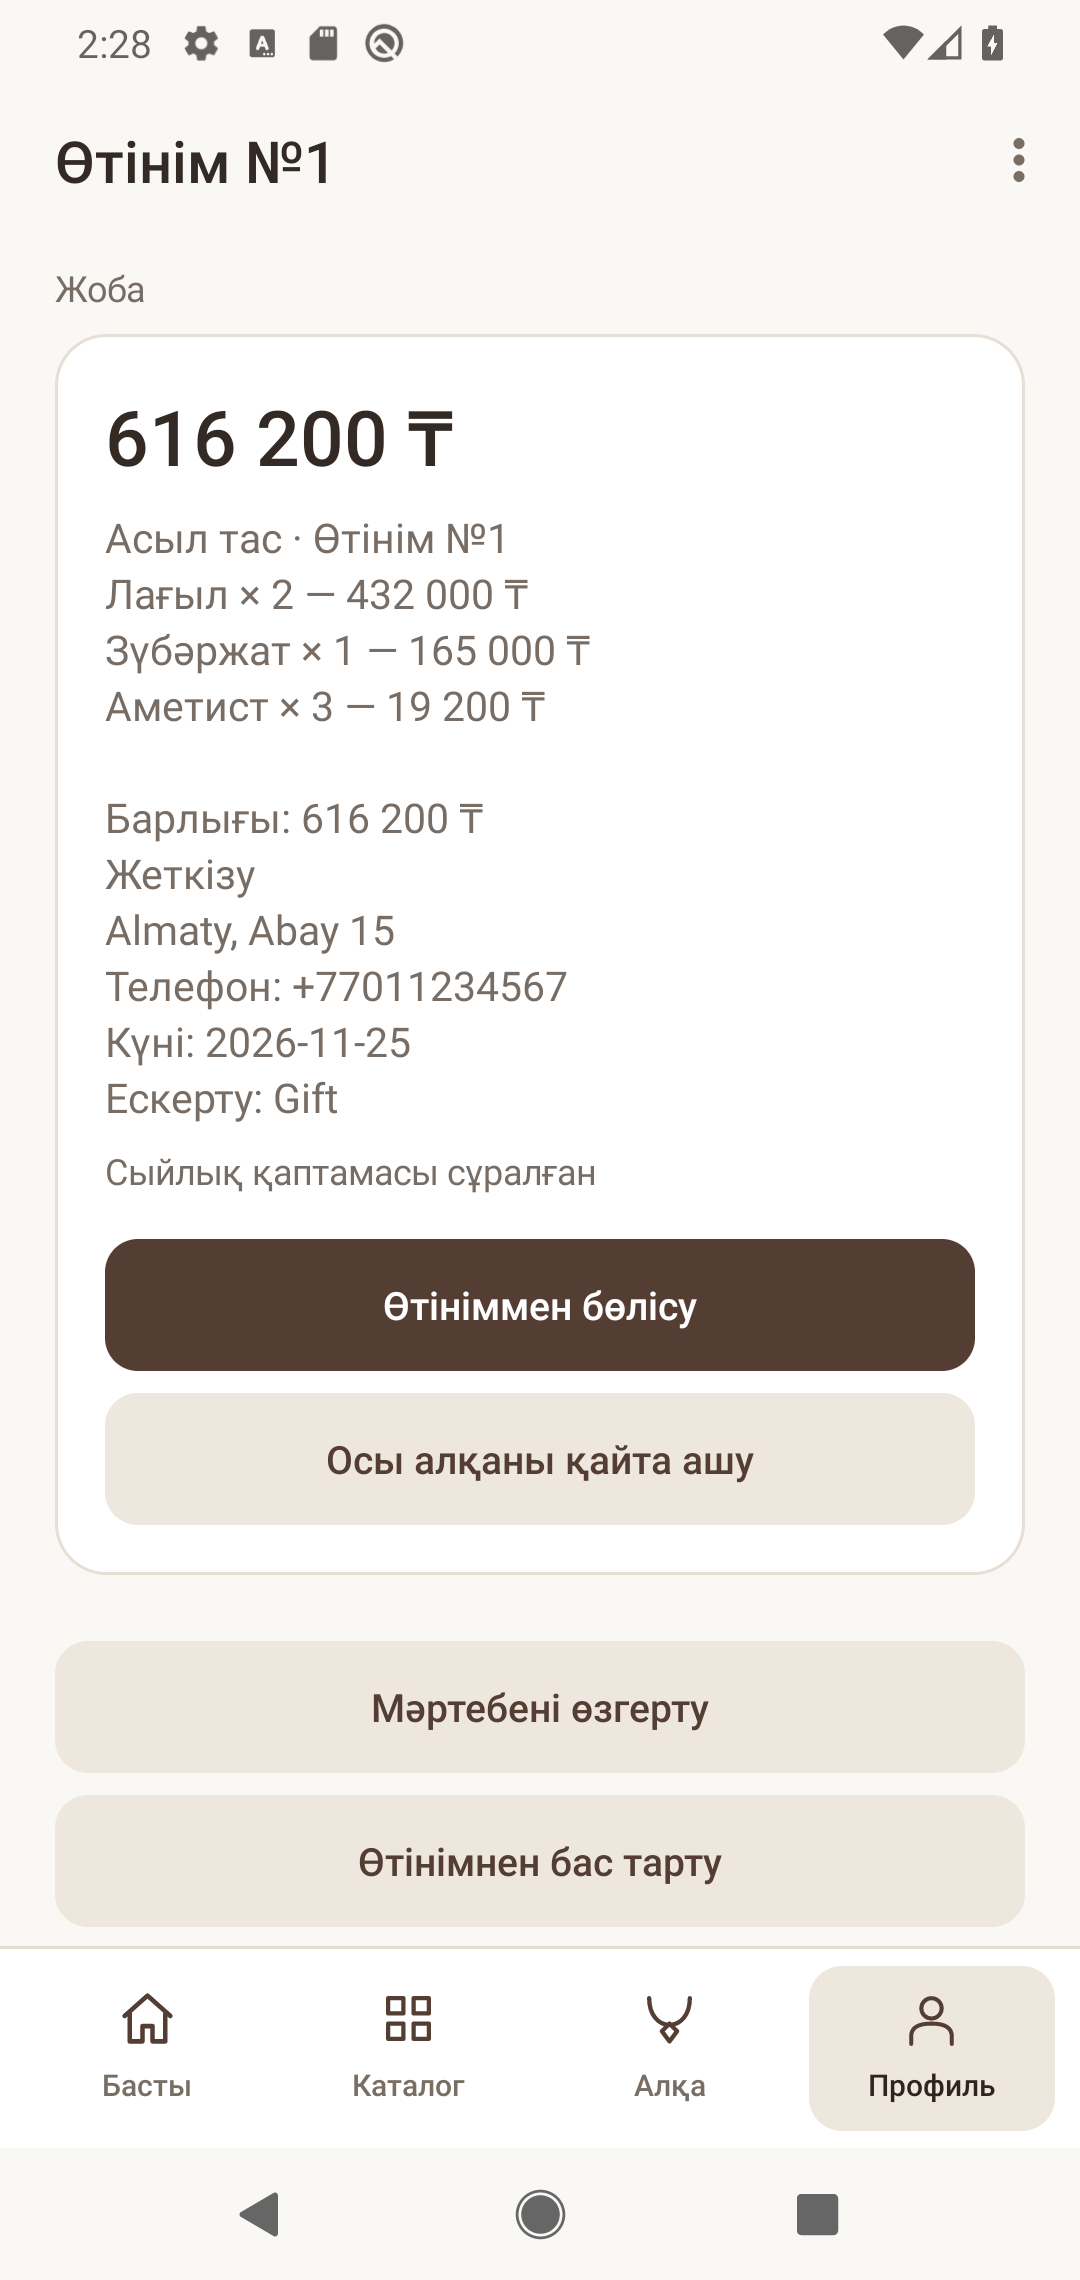 2:28
Өтінім №1
Жоба
616 200 ₸
Асыл тас · Өтінім №1
Лағыл × 2 — 432 000 ₸
Зүбәржат × 1 — 165 000 ₸
Аметист × 3 — 19 200 ₸
Барлығы: 616 200 ₸
Жеткізу
Almaty, Abay 15
Телефон: +77011234567
Күні: 2026-11-25
Ескерту: Gift
Сыйлық қаптамасы сұралған
Өтініммен бөлісу
Осы алқаны қайта ашу
Мәртебені өзгерту
Өтінімнен бас тарту
Басты
Каталог
Алқа
Профиль